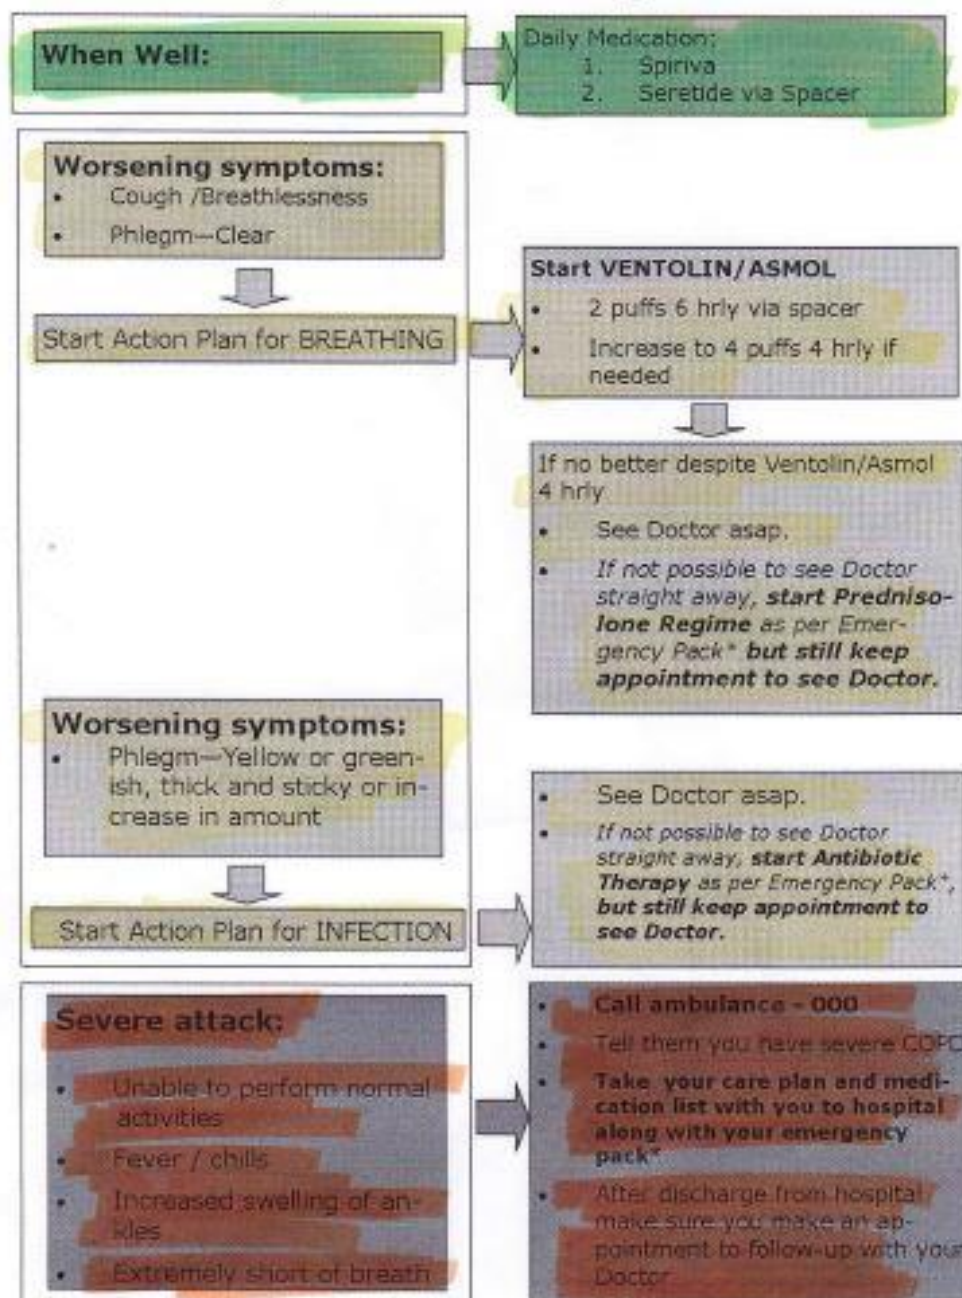 When Well:
Daily Medication:
1. Spiriva
2. Seretide via Spacer
Worsening symptoms:
• Cough /Breathlessness
• Phlegm—Clear
Start Action Plan for BREATHING
Start VENTOLIN/ASMOL
• 2 puffs 6 hrly via spacer
• Increase to 4 puffs 4 hrly if
needed
If no better despite Ventolin/Asmol
4 hrly
• See Doctor asap.
• If not possible to see Doctor
straight away, start Predniso-
lone Regime as per Emer-
gency Pack* but still keep
appointment to see Doctor.
Worsening symptoms:
• Phlegm—Yellow or green-
ish, thick and sticky or in-
crease in amount
Start Action Plan for INFECTION
• See Doctor asap.
• If not possible to see Doctor
straight away, start Antibiotic
Therapy as per Emergency Pack*,
but still keep appointment to
see Doctor.
Severe attack:
• Unable to perform normal
activities
• Fever / chills
• Increased swelling of an-
kles
• Extremely short of breath
• Call ambulance - 000
• Tell them you have severe COPD
• Take your care plan and medi-
cation list with you to hospital
along with your emergency
pack*
• After discharge from hospital
make sure you make an ap-
pointment to follow-up with your
Doctor